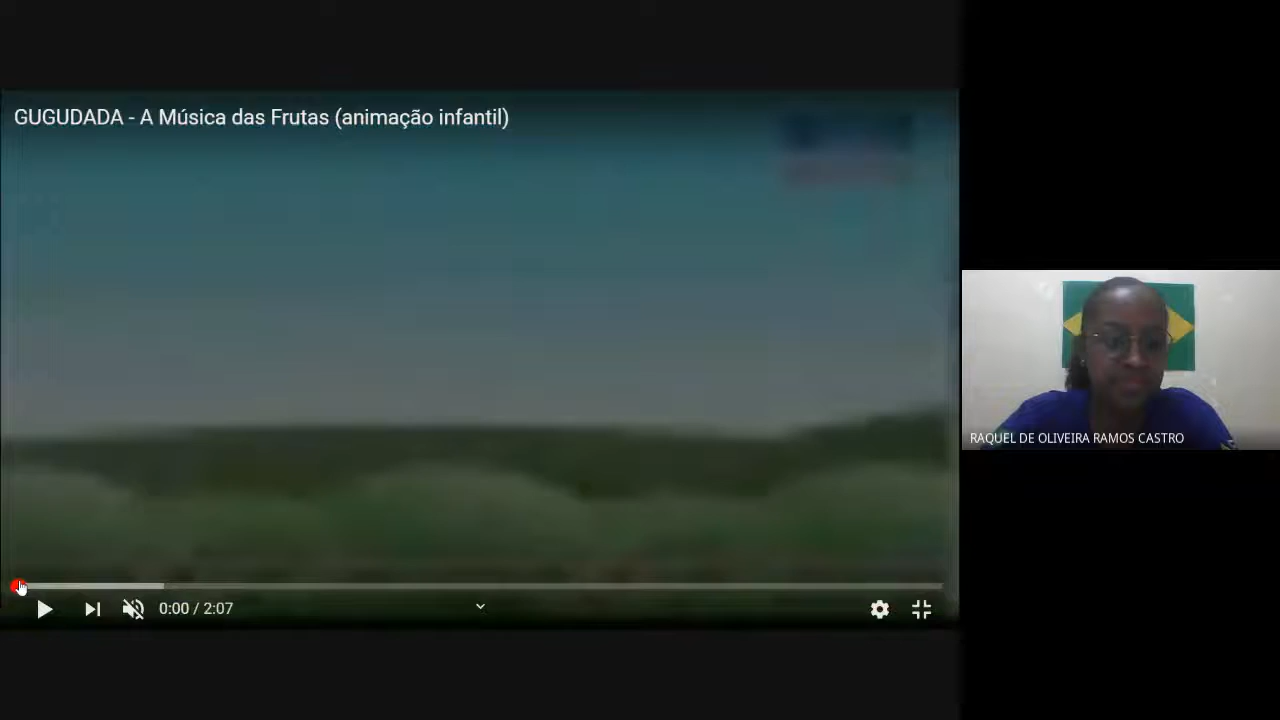 GUGUDADA - A Música das Frutas (animação infantil)
RAQUEL DE OLIVEIRA RAMOS CASTRO
0:00 / 2:07